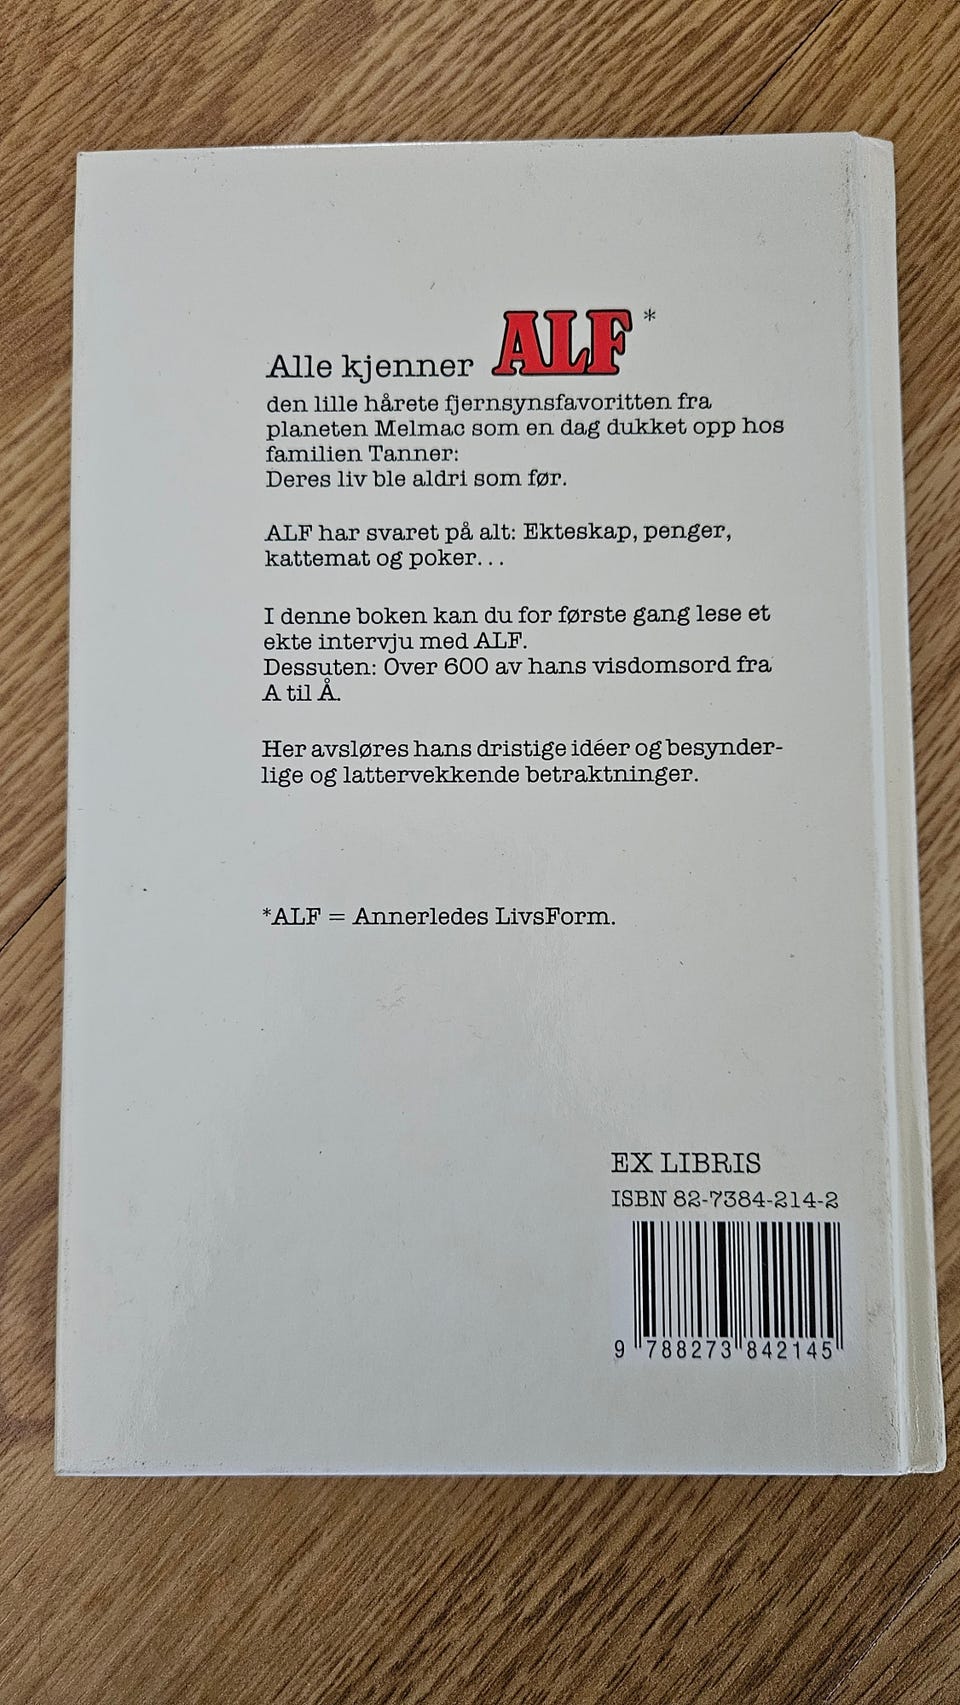 Alle kjenner ALF*
den lille hårete fjernsynsfavoritten fra
planeten Melmac som en dag dukket opp hos
familien Tanner:
Deres liv ble aldri som før.
ALF har svaret på alt: Ekteskap, penger,
kattemat og poker...
I denne boken kan du for første gang lese et
ekte intervju med ALF.
Dessuten: Over 600 av hans visdomsord fra
A til Å.
Her avsløres hans dristige idéer og besynder-
lige og lattervekkende betraktninger.
*ALF = Annerledes LivsForm.
EX LIBRIS
ISBN 82-7384-214-2
9 788273 842145